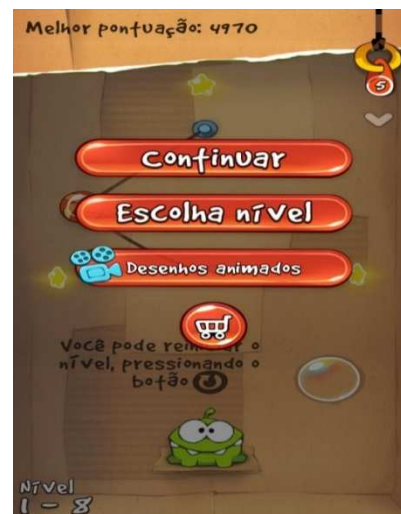 Melhor pontuação: 4970
5
Continuar
Escolha nível
Desenhos animados
Você pode o
nível, pressionando o
botão
Nível
1 - 8